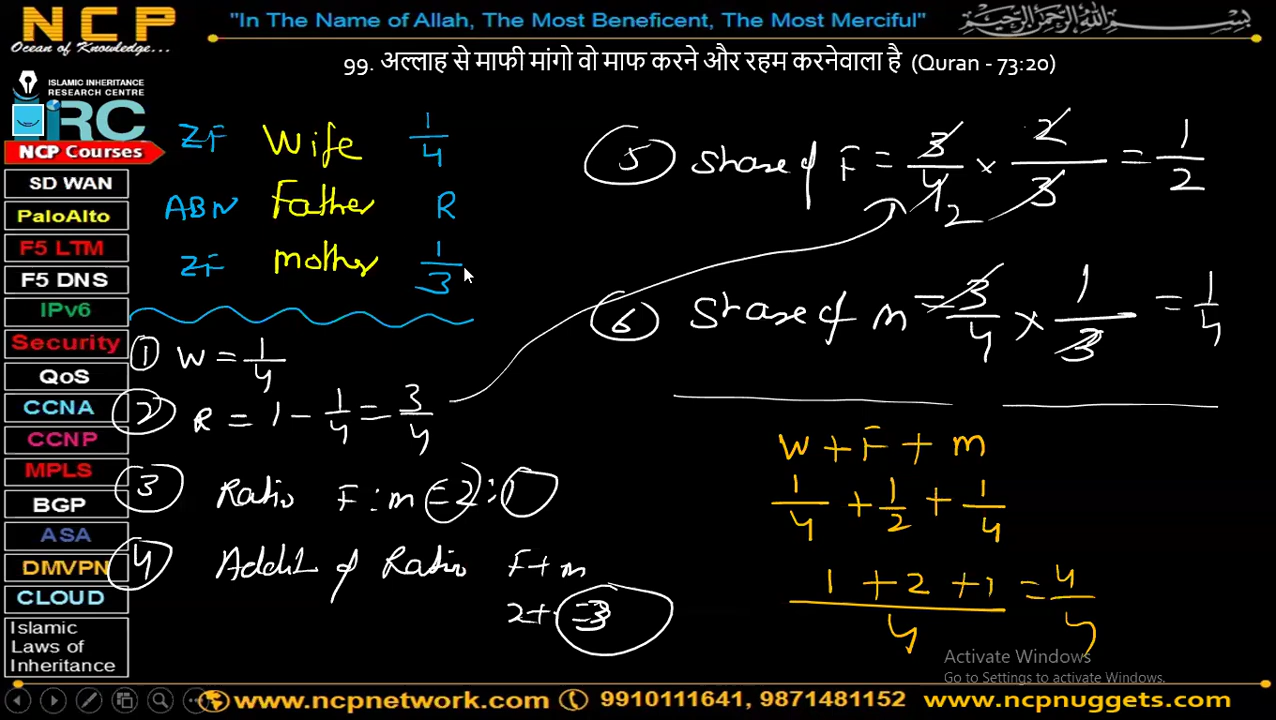 NCP
Ocean of Knowledge...
"In The Name of Allah, The Most Beneficent, The Most Merciful"
بِسْمِ اللهِ الرَّحْمٰنِ الرَّحِيْمِ
99. अल्लाह से माफी मांगो वो माफ करने और रहम करनेवाला है (Quran - 73:20)
ISLAMIC INHERITANCE
RESEARCH CENTRE
IRC
NCP Courses
SD WAN
PaloAlto
F5 LTM
F5 DNS
IPv6
Security
QoS
CCNA
CCNP
MPLS
BGP
ASA
DMVPN
CLOUD
Islamic
Laws of
Inheritance
ZF Wife 1/4
ABN Father R
ZF mother 1/3
① W = 1/4
② R = 1 - 1/4 = 3/4
③ Ratio F : m = 2 : 1
④ Addit of Ratio F + m
2+ = 3
⑤ Share of F = 3/4 × 2/3 = 1/2
2
⑥ Share of m = 3/4 × 1/3 = 1/4
W + F + m
1/4 + 1/2 + 1/4
1 + 2 + 1 / 4 = 4/4
Activate Windows
Go to Settings to activate Windows.
www.ncpnetwork.com 9910111641, 9871481152 www.ncpnuggets.com